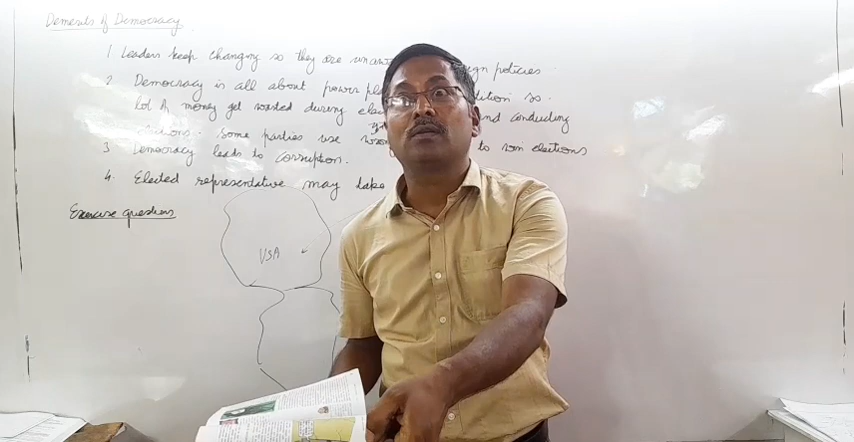 Demerits of Democracy
1 Leaders keep changing so they are policies.
2 Democracy is all about power so.
lot of money get wasted during and conducting
elections. Some parties use to win elections
3 Democracy leads to corruption.
4. Elected representative may take
Exercise questions
USA